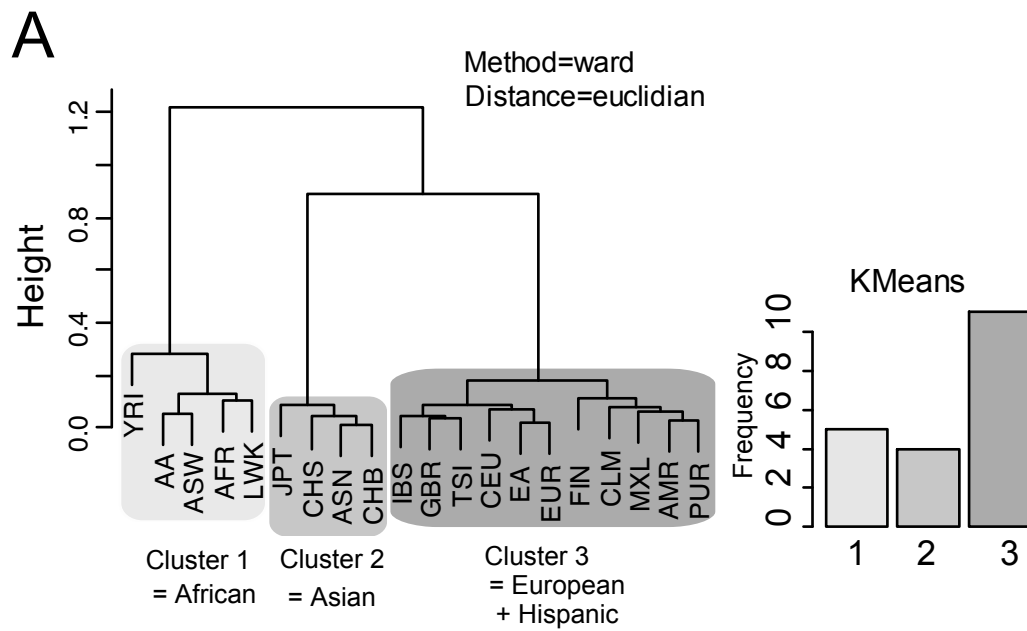 A
Method=ward
Distance=euclidian
Height
1.2
0.8
0.4
0.0
YRI
AA
ASW
AFR
LWK
JPT
CHS
ASN
CHB
IBS
GBR
TSI
CEU
EA
EUR
FIN
CLM
MXL
AMR
PUR
Cluster 1
= African
Cluster 2
= Asian
Cluster 3
= European
+ Hispanic
KMeans
Frequency
10
8
6
4
2
0
1 2 3